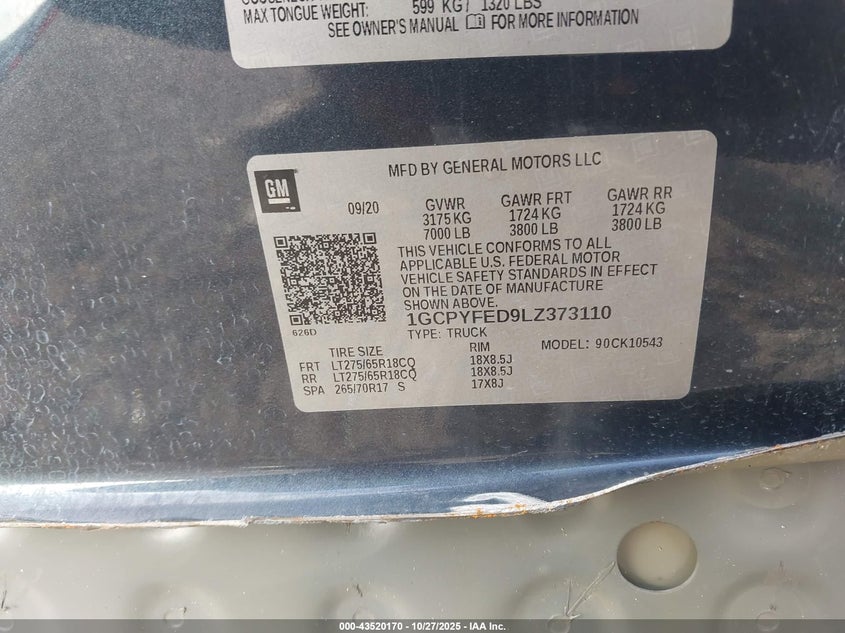 MAX TONGUE WEIGHT: 599 KG / 1320 LBS
SEE OWNER'S MANUAL FOR MORE INFORMATION
GM
MFD BY GENERAL MOTORS LLC
09/20 GVWR GAWR FRT GAWR RR
3175 KG 1724 KG 1724 KG
7000 LB 3800 LB 3800 LB
THIS VEHICLE CONFORMS TO ALL
APPLICABLE U.S. FEDERAL MOTOR
VEHICLE SAFETY STANDARDS IN EFFECT
ON THE DATE OF MANUFACTURE
SHOWN ABOVE
1GCPYFED9LZ373110
626D
TYPE: TRUCK
MODEL: 90CK10543
TIRE SIZE RIM
FRT LT275/65R18CQ 18X8.5J
RR LT275/65R18CQ 18X8.5J
SPA 265/70R17 S 17X8J
000-43520170 - 10/27/2025 - IAA Inc.